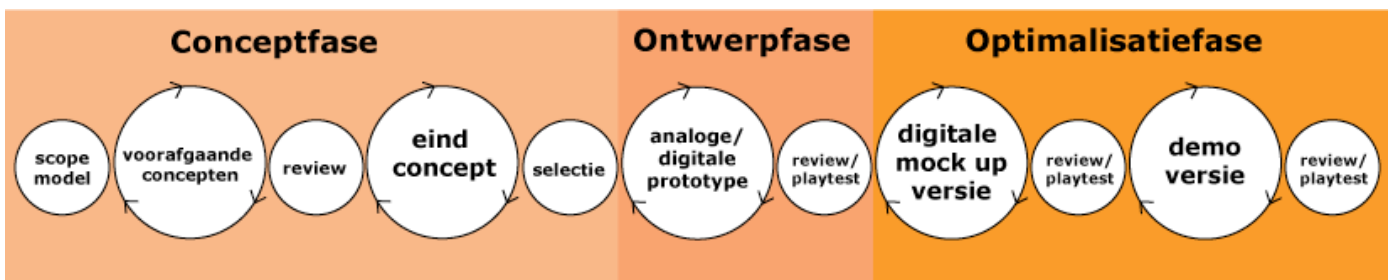 Conceptfase
Ontwerpfase
Optimalisatiefase
scope
model
voorafgaande
concepten
review
eind
concept
selectie
analoge/
digitale
prototype
review/
playtest
digitale
mock up
versie
review/
playtest
demo
versie
review/
playtest